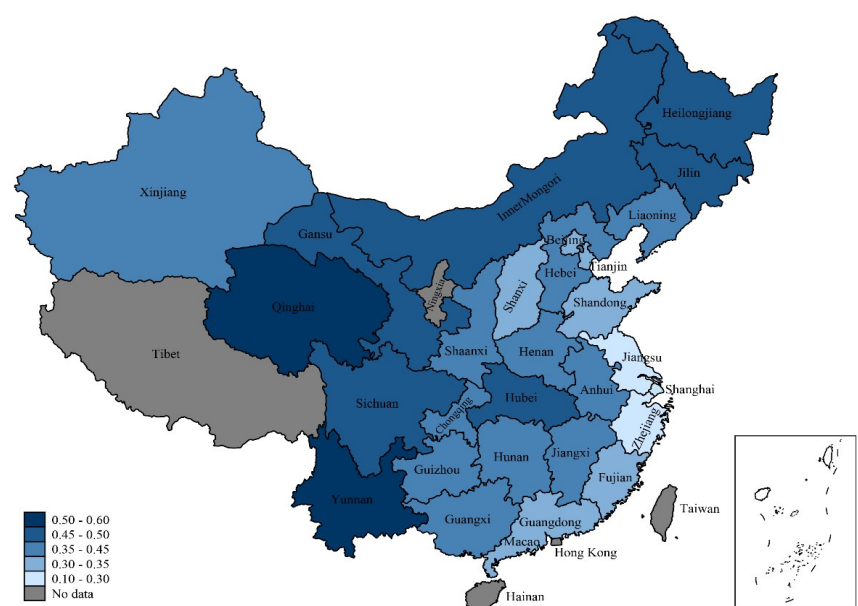 Heilongjiang
Jilin
Xinjiang
InnerMongori
Liaoning
Gansu
Beijing
Tianjin
Hebei
Ningxia
Shanxi
Qinghai
Shandong
Tibet
Shaanxi
Henan
Jiangsu
Anhui
Shanghai
Sichuan
Hubei
Chongqing
Zhejiang
Guizhou
Hunan
Jiangxi
Fujian
Yunnan
Taiwan
Guangxi
Guangdong
Macao
Hong Kong
Hainan
0.50 - 0.60
0.45 - 0.50
0.35 - 0.45
0.30 - 0.35
0.10 - 0.30
No data